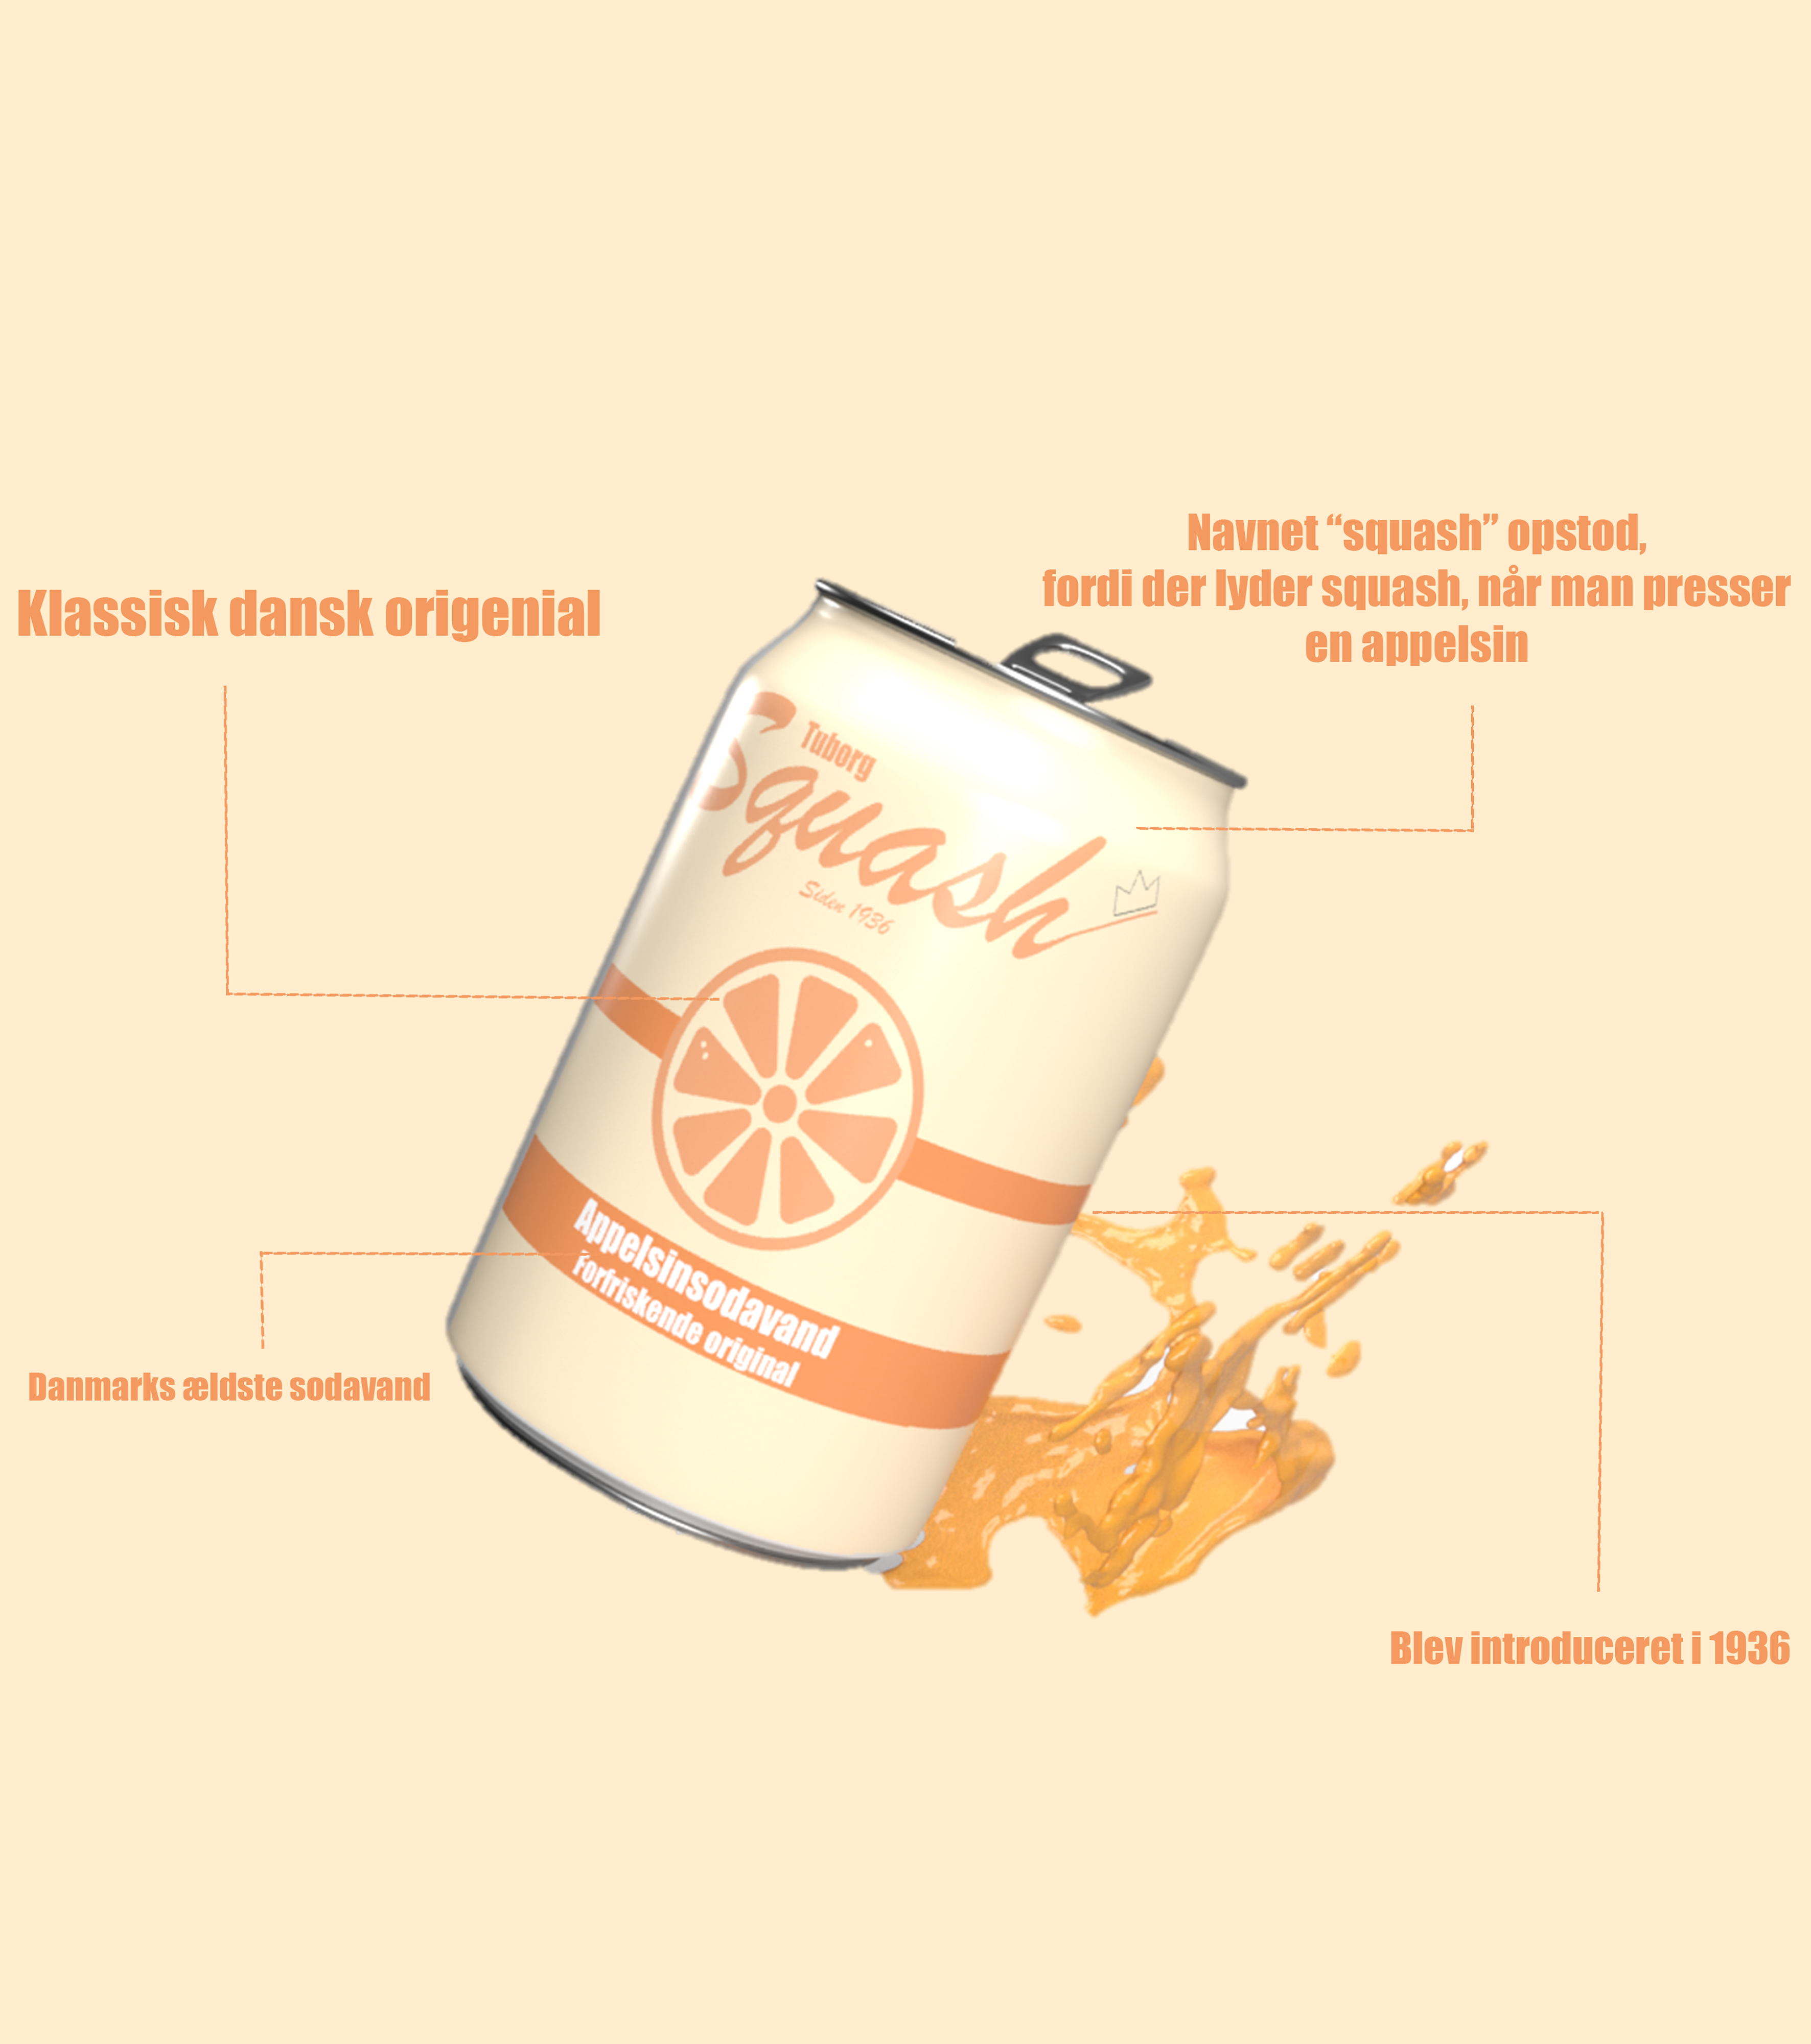 Navnet “squash” opstod,
fordi der lyder squash, når man presser
en appelsin
Klassisk dansk origenial
Tuborg
Squash
Siden 1936
Appelsinsodavand
Forfriskende original
Danmarks ældste sodavand
Blev introduceret i 1936